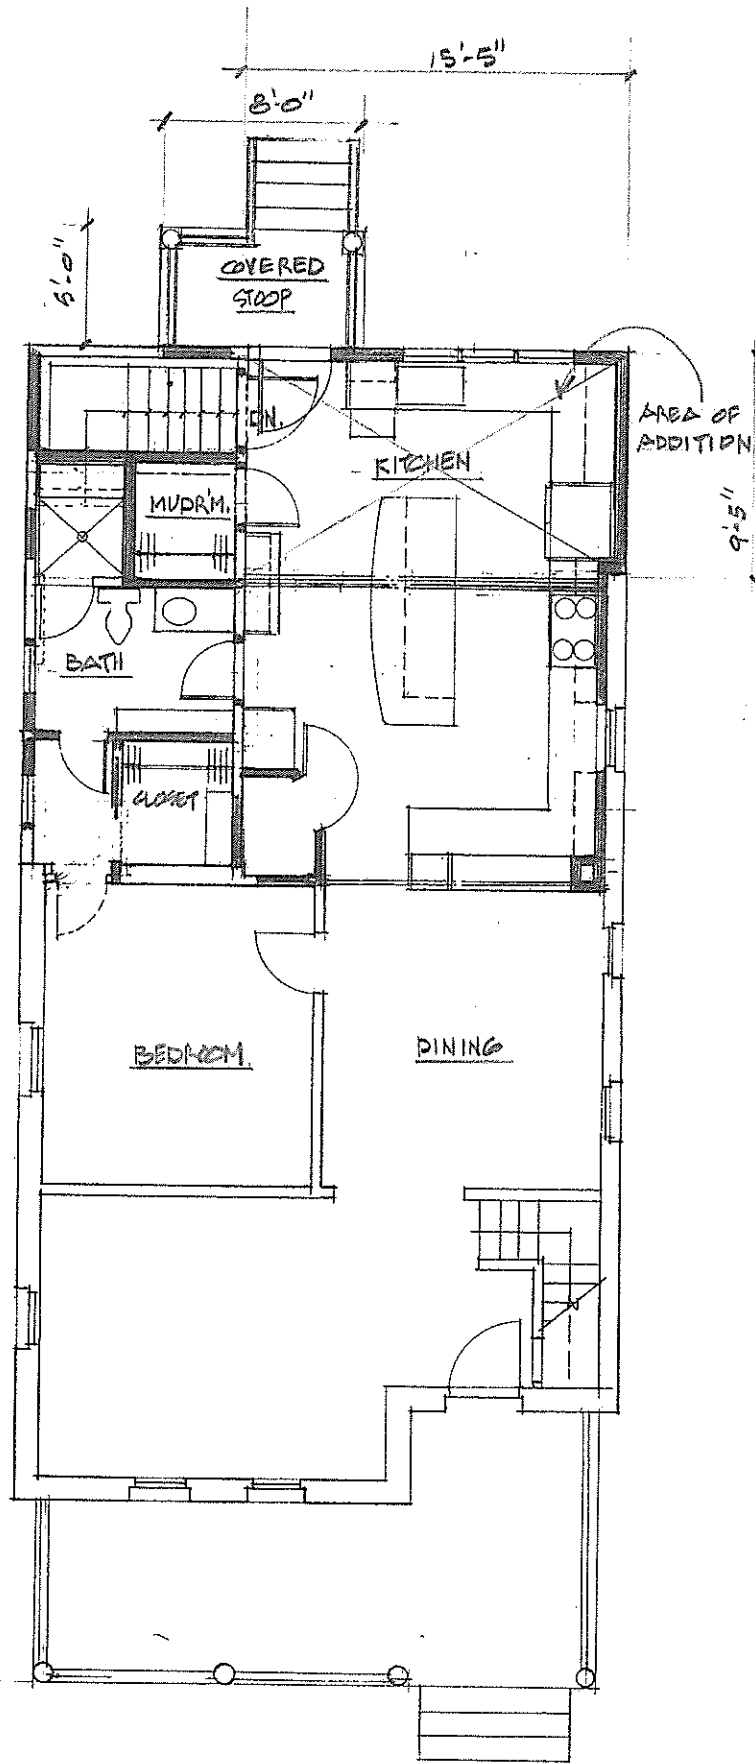 15'-5"
8'-0"
5'-0"
COVERED
STOOP
AREA OF
ADDITION
DN.
KITCHEN
MUDR'M.
9'-5"
BATH
CLOSET
BEDROOM.
DINING